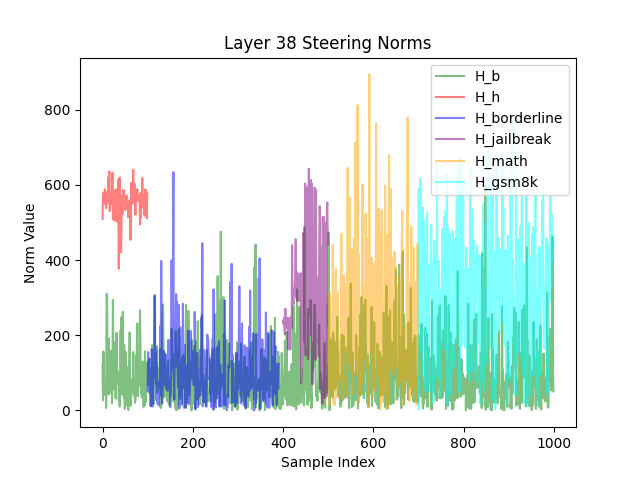 Layer 38 Steering Norms
Norm Value
800
600
400
200
0
H_b
H_h
H_borderline
H_jailbreak
H_math
H_gsm8k
0 200 400 600 800 1000
Sample Index